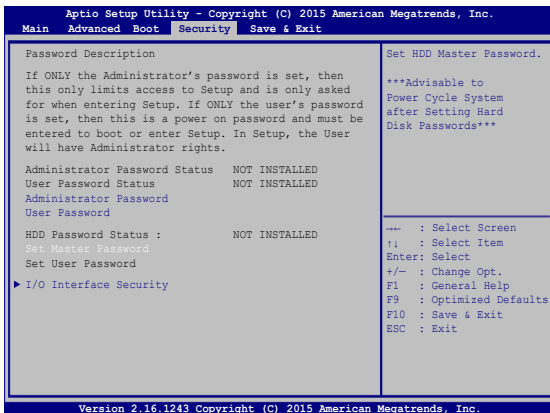 Aptio Setup Utility - Copyright (C) 2015 American Megatrends, Inc.
Main Advanced Boot Security Save & Exit
Password Description
If ONLY the Administrator's password is set, then
this only limits access to Setup and is only asked
for when entering Setup. If ONLY the user's password
is set, then this is a power on password and must be
entered to boot or enter Setup. In Setup, the User
will have Administrator rights.
Administrator Password Status NOT INSTALLED
User Password Status NOT INSTALLED
Administrator Password
User Password
HDD Password Status : NOT INSTALLED
Set Master Password
Set User Password
I/O Interface Security
Set HDD Master Password.
***Advisable to
Power Cycle System
after Setting Hard
Disk Passwords***
→← : Select Screen
↑↓ : Select Item
Enter: Select
+/— : Change Opt.
F1 : General Help
F9 : Optimized Defaults
F10 : Save & Exit
ESC : Exit
Version 2.16.1243 Copyright (C) 2015 American Megatrends, Inc.